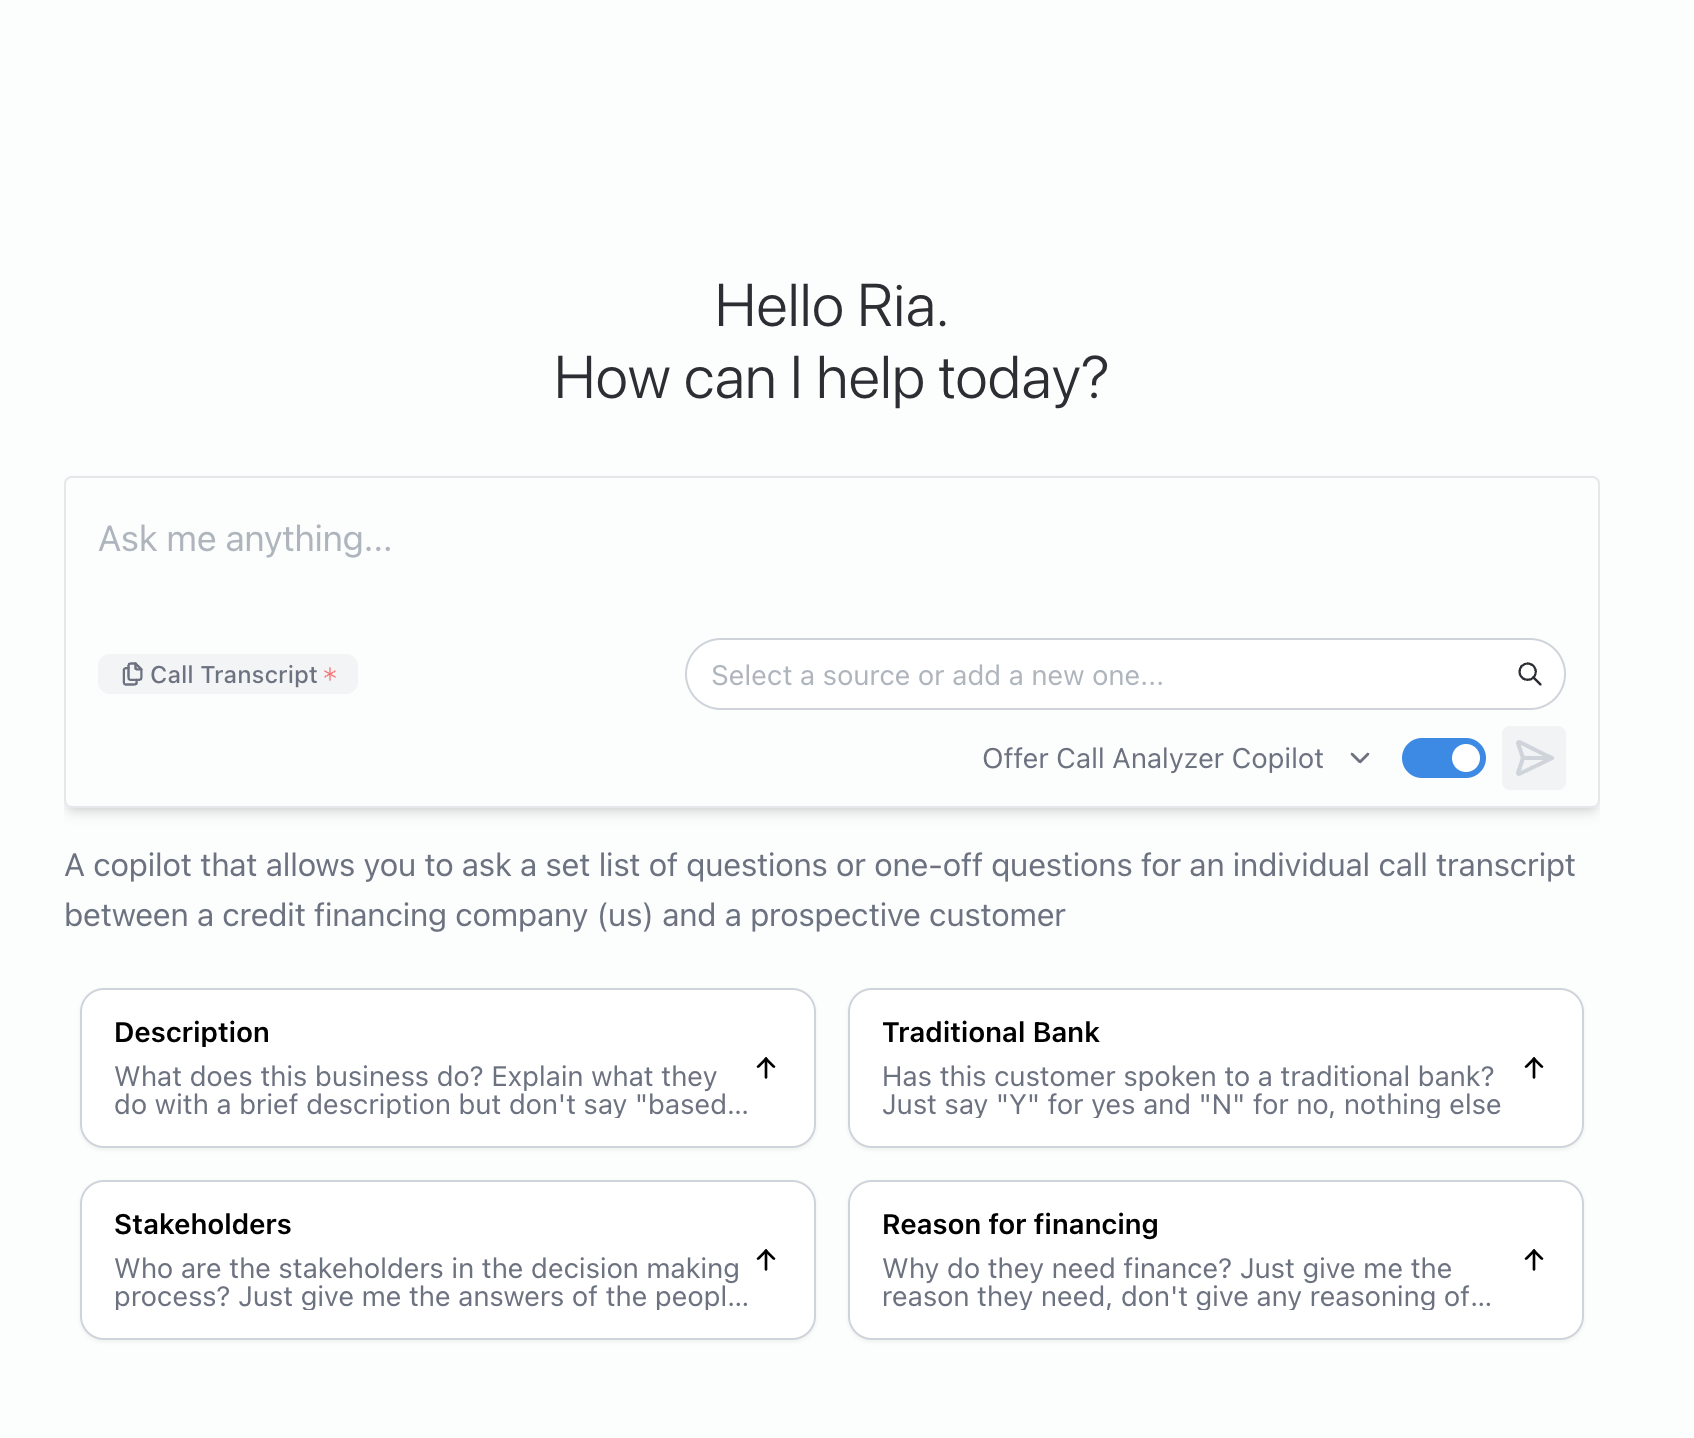 Hello Ria.
How can I help today?
Ask me anything...
Call Transcript *
Select a source or add a new one...
Offer Call Analyzer Copilot
A copilot that allows you to ask a set list of questions or one-off questions for an individual call transcript
between a credit financing company (us) and a prospective customer
Description
What does this business do? Explain what they
do with a brief description but don't say "based...
Traditional Bank
Has this customer spoken to a traditional bank?
Just say "Y" for yes and "N" for no, nothing else
Stakeholders
Who are the stakeholders in the decision making
process? Just give me the answers of the peopl...
Reason for financing
Why do they need finance? Just give me the
reason they need, don't give any reasoning of...